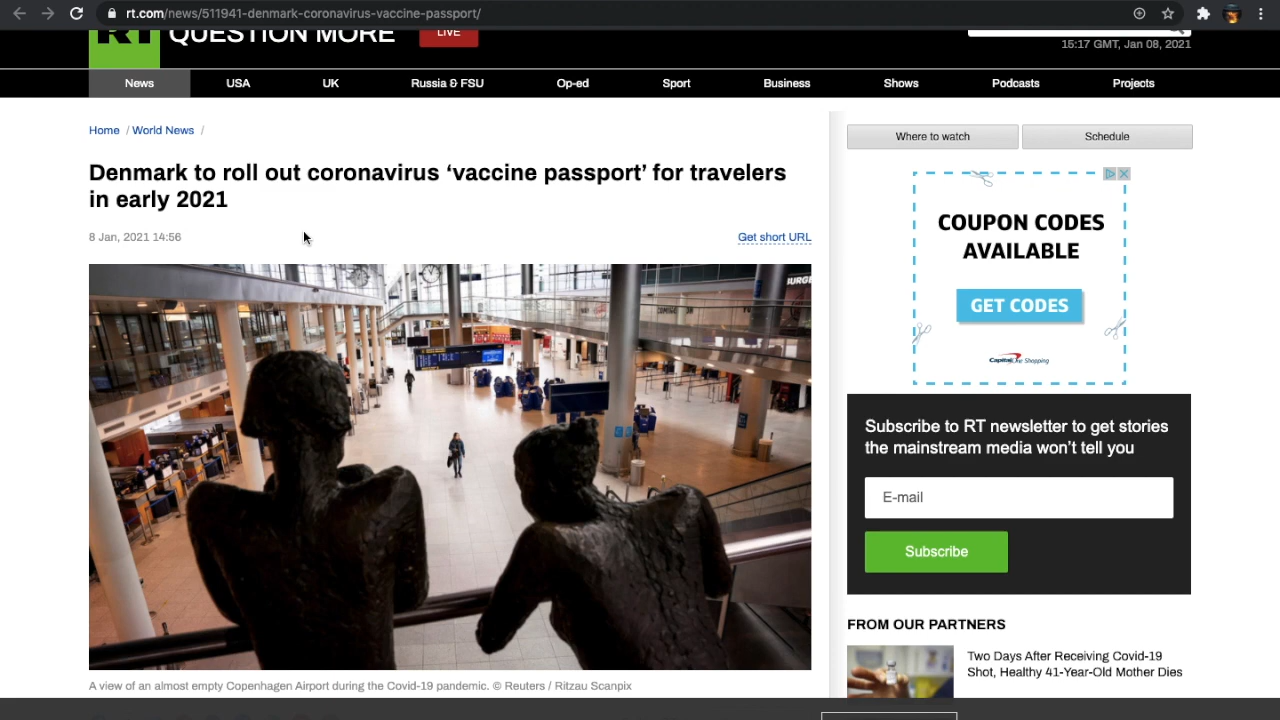 rt.com/news/511941-denmark-coronavirus-vaccine-passport/
RT QUESTION MORE
LIVE
15:17 GMT, Jan 08, 2021
News USA UK Russia & FSU Op-ed Sport Business Shows Podcasts Projects
Home / World News /
Where to watch Schedule
Denmark to roll out coronavirus ‘vaccine passport’ for travelers
in early 2021
8 Jan, 2021 14:56
Get short URL
BURGE
A view of an almost empty Copenhagen Airport during the Covid-19 pandemic. © Reuters / Ritzau Scanpix
COUPON CODES
AVAILABLE
GET CODES
Capital One Shopping
Subscribe to RT newsletter to get stories
the mainstream media won’t tell you
E-mail
Subscribe
FROM OUR PARTNERS
Two Days After Receiving Covid-19
Shot, Healthy 41-Year-Old Mother Dies